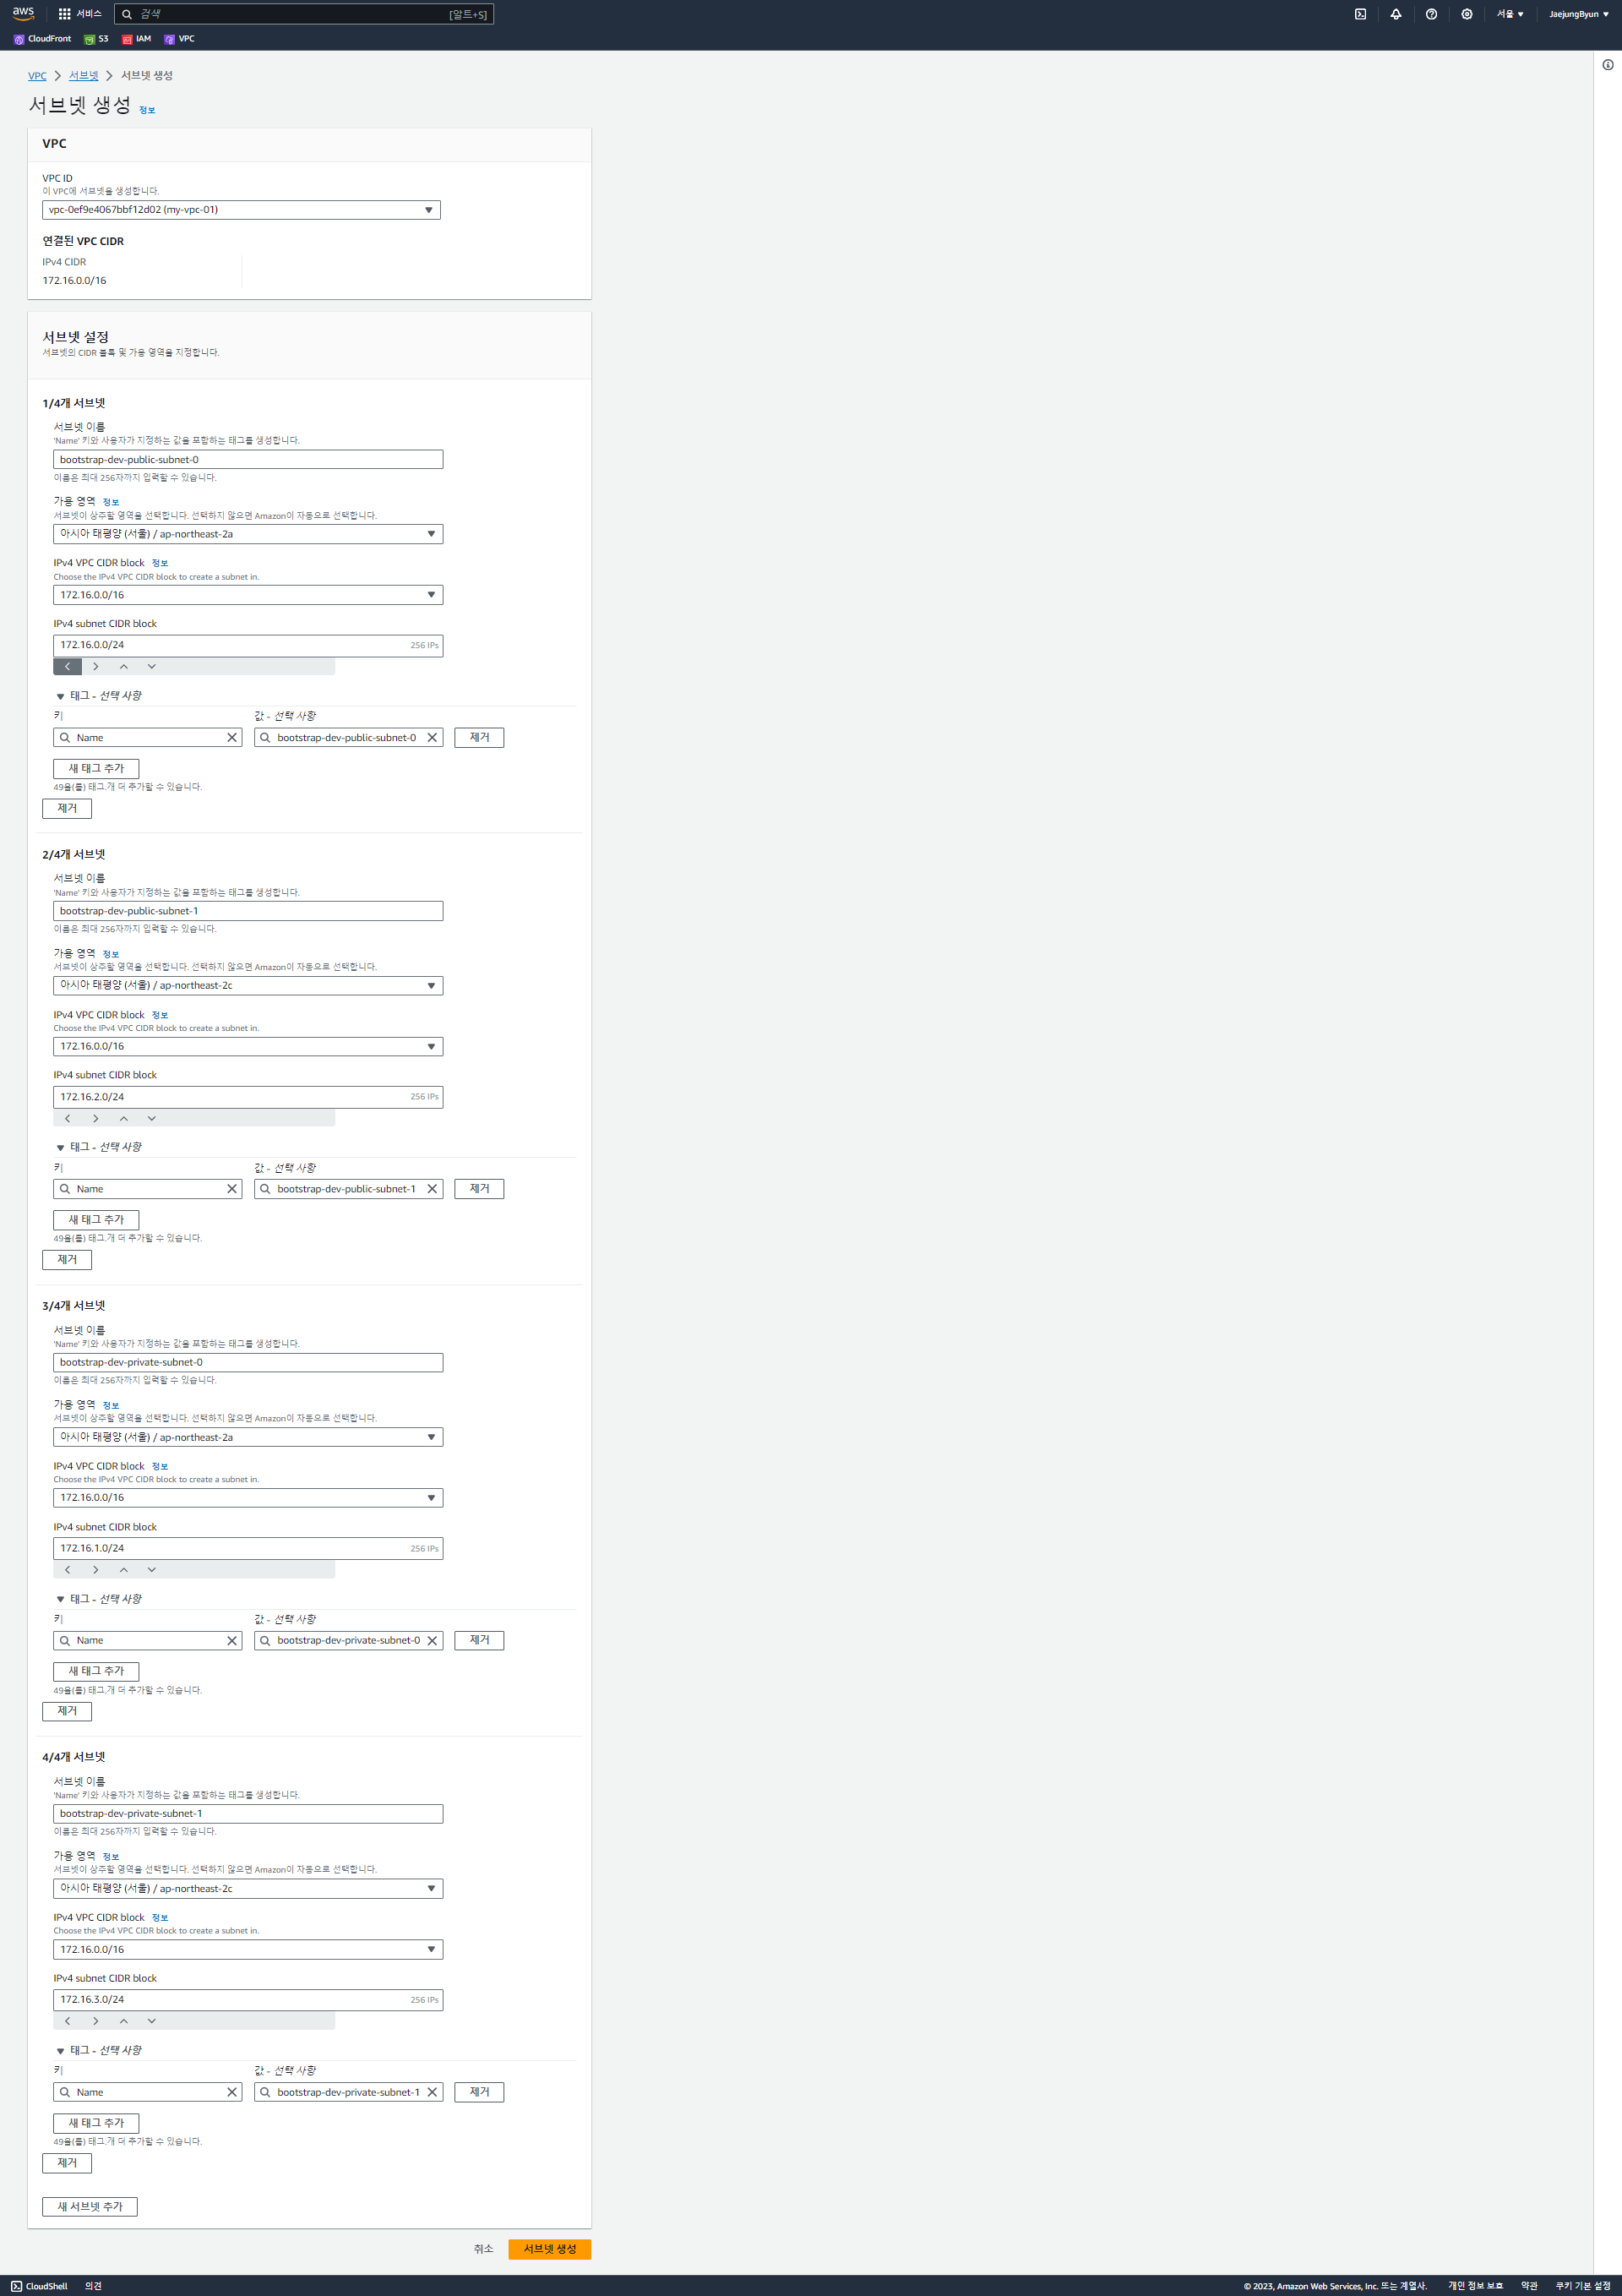 aws
서비스
검색
[알트+S]
서울
JaejungByun
CloudFront
S3
IAM
VPC
VPC
서브넷
서브넷 생성
서브넷 생성 정보
VPC
VPC ID
이 VPC에 서브넷을 생성합니다.
vpc-0ef9e4067bbf12d02 (my-vpc-01)
연결된 VPC CIDR
IPv4 CIDR
172.16.0.0/16
서브넷 설정
서브넷의 CIDR 블록 및 가용 영역을 지정합니다.
1/4개 서브넷
서브넷 이름
'Name' 키와 사용자가 지정하는 값을 포함하는 태그를 생성합니다.
bootstrap-dev-public-subnet-0
이름은 최대 256자까지 입력할 수 있습니다.
가용 영역 정보
서브넷이 상주할 영역을 선택합니다. 선택하지 않으면 Amazon이 자동으로 선택합니다.
아시아 태평양 (서울) / ap-northeast-2a
IPv4 VPC CIDR block 정보
Choose the IPv4 VPC CIDR block to create a subnet in.
172.16.0.0/16
IPv4 subnet CIDR block
172.16.0.0/24 256 IPs
태그 - 선택 사항
키 값 - 선택 사항
Name bootstrap-dev-public-subnet-0 제거
새 태그 추가
49을(를) 태그.개 더 추가할 수 있습니다.
제거
2/4개 서브넷
서브넷 이름
'Name' 키와 사용자가 지정하는 값을 포함하는 태그를 생성합니다.
bootstrap-dev-public-subnet-1
이름은 최대 256자까지 입력할 수 있습니다.
가용 영역 정보
서브넷이 상주할 영역을 선택합니다. 선택하지 않으면 Amazon이 자동으로 선택합니다.
아시아 태평양 (서울) / ap-northeast-2c
IPv4 VPC CIDR block 정보
Choose the IPv4 VPC CIDR block to create a subnet in.
172.16.0.0/16
IPv4 subnet CIDR block
172.16.2.0/24 256 IPs
태그 - 선택 사항
키 값 - 선택 사항
Name bootstrap-dev-public-subnet-1 제거
새 태그 추가
49을(를) 태그.개 더 추가할 수 있습니다.
제거
3/4개 서브넷
서브넷 이름
'Name' 키와 사용자가 지정하는 값을 포함하는 태그를 생성합니다.
bootstrap-dev-private-subnet-0
이름은 최대 256자까지 입력할 수 있습니다.
가용 영역 정보
서브넷이 상주할 영역을 선택합니다. 선택하지 않으면 Amazon이 자동으로 선택합니다.
아시아 태평양 (서울) / ap-northeast-2a
IPv4 VPC CIDR block 정보
Choose the IPv4 VPC CIDR block to create a subnet in.
172.16.0.0/16
IPv4 subnet CIDR block
172.16.1.0/24 256 IPs
태그 - 선택 사항
키 값 - 선택 사항
Name bootstrap-dev-private-subnet-0 제거
새 태그 추가
49을(를) 태그.개 더 추가할 수 있습니다.
제거
4/4개 서브넷
서브넷 이름
'Name' 키와 사용자가 지정하는 값을 포함하는 태그를 생성합니다.
bootstrap-dev-private-subnet-1
이름은 최대 256자까지 입력할 수 있습니다.
가용 영역 정보
서브넷이 상주할 영역을 선택합니다. 선택하지 않으면 Amazon이 자동으로 선택합니다.
아시아 태평양 (서울) / ap-northeast-2c
IPv4 VPC CIDR block 정보
Choose the IPv4 VPC CIDR block to create a subnet in.
172.16.0.0/16
IPv4 subnet CIDR block
172.16.3.0/24 256 IPs
태그 - 선택 사항
키 값 - 선택 사항
Name bootstrap-dev-private-subnet-1 제거
새 태그 추가
49을(를) 태그.개 더 추가할 수 있습니다.
제거
새 서브넷 추가
취소
서브넷 생성
CloudShell
의견
© 2023, Amazon Web Services, Inc. 또는 계열사.
개인 정보 보호
약관
쿠키 기본 설정